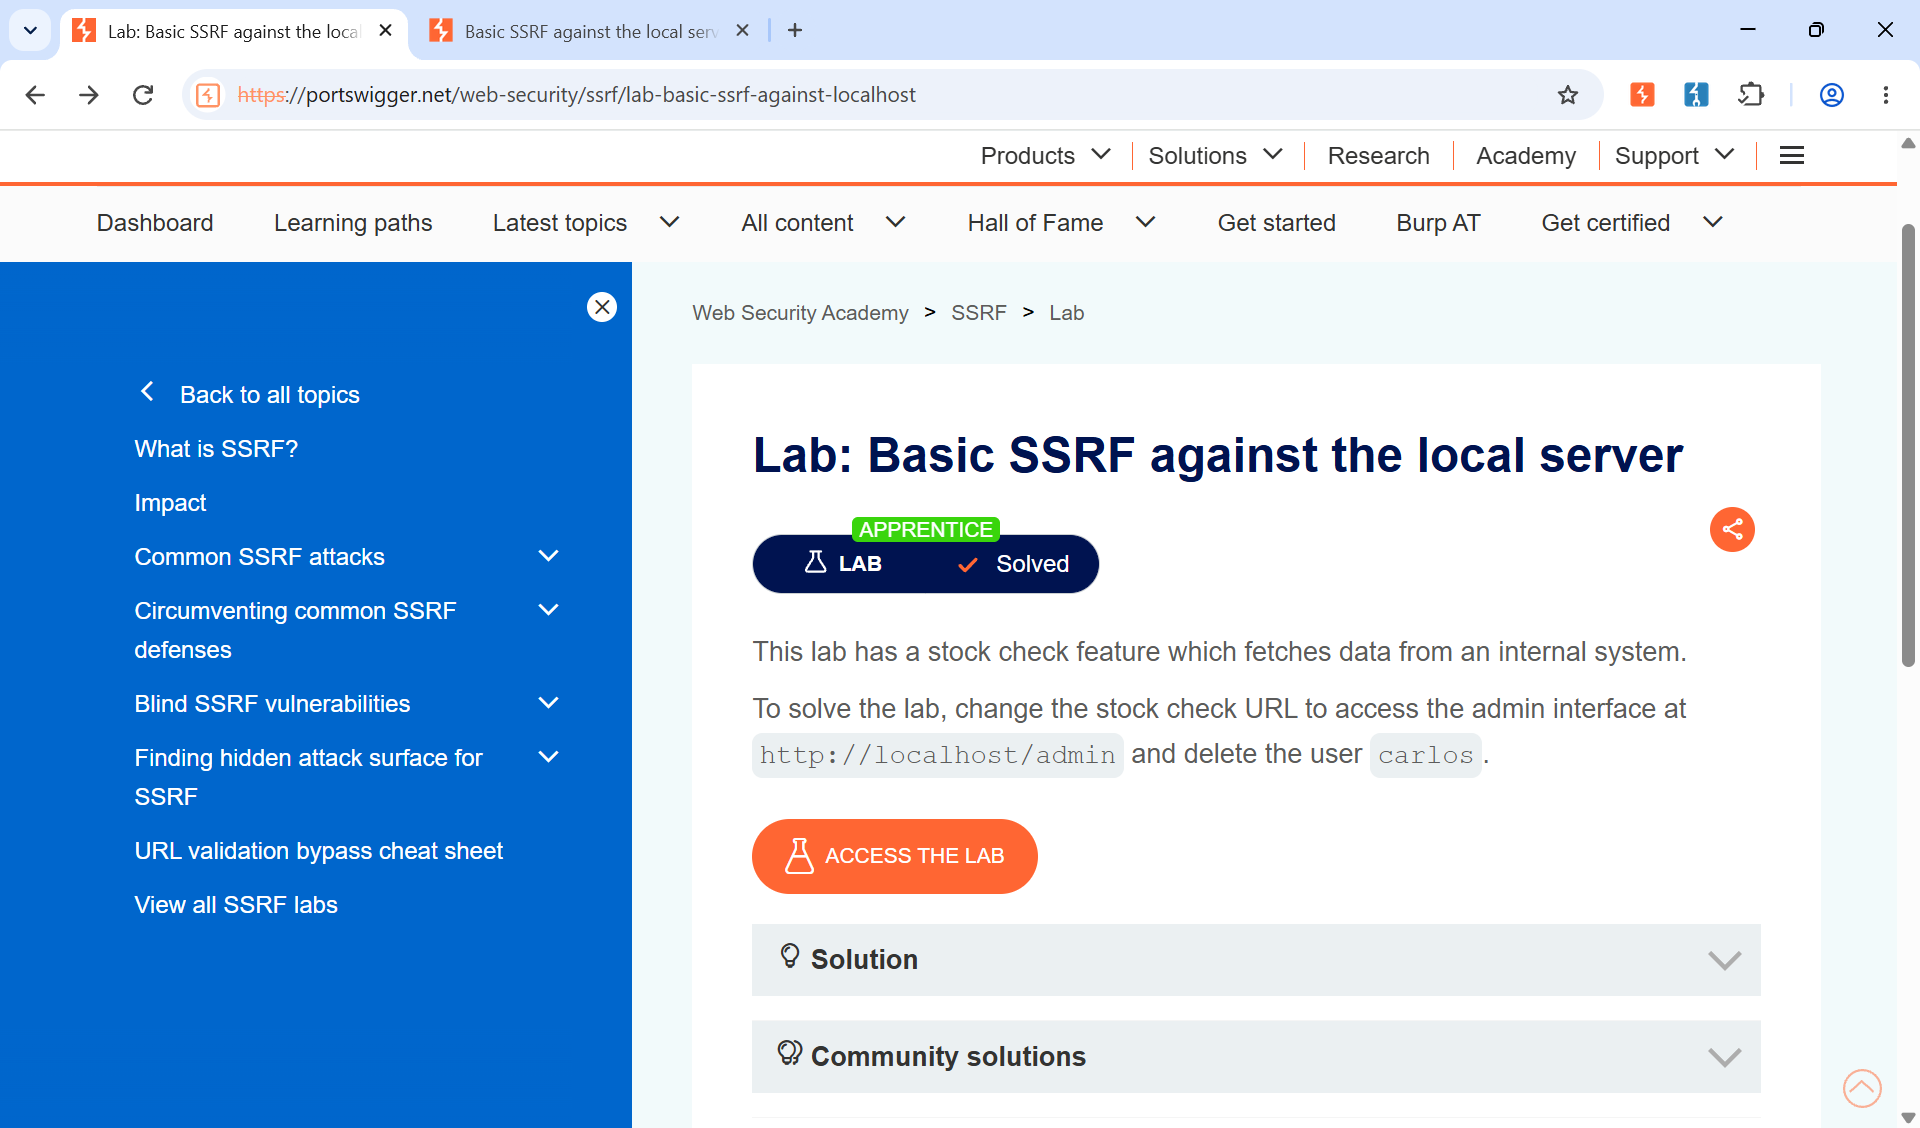 Lab: Basic SSRF against the loca
Basic SSRF against the local serv
https://portswigger.net/web-security/ssrf/lab-basic-ssrf-against-localhost
Products
Solutions
Research
Academy
Support
Dashboard
Learning paths
Latest topics
All content
Hall of Fame
Get started
Burp AT
Get certified
Back to all topics
What is SSRF?
Impact
Common SSRF attacks
Circumventing common SSRF
defenses
Blind SSRF vulnerabilities
Finding hidden attack surface for
SSRF
URL validation bypass cheat sheet
View all SSRF labs
Web Security Academy > SSRF > Lab
Lab: Basic SSRF against the local server
APPRENTICE
LAB
Solved
This lab has a stock check feature which fetches data from an internal system.
To solve the lab, change the stock check URL to access the admin interface at
http://localhost/admin and delete the user carlos.
ACCESS THE LAB
Solution
Community solutions